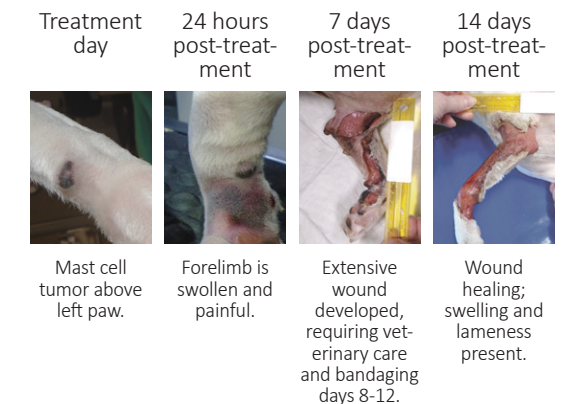 Treatment
day
24 hours
post-treat-
ment
7 days
post-treat-
ment
14 days
post-treat-
ment
Mast cell
tumor above
left paw.
Forelimb is
swollen and
painful.
Extensive
wound
developed,
requiring vet-
erinary care
and bandaging
days 8-12.
Wound
healing;
swelling and
lameness
present.